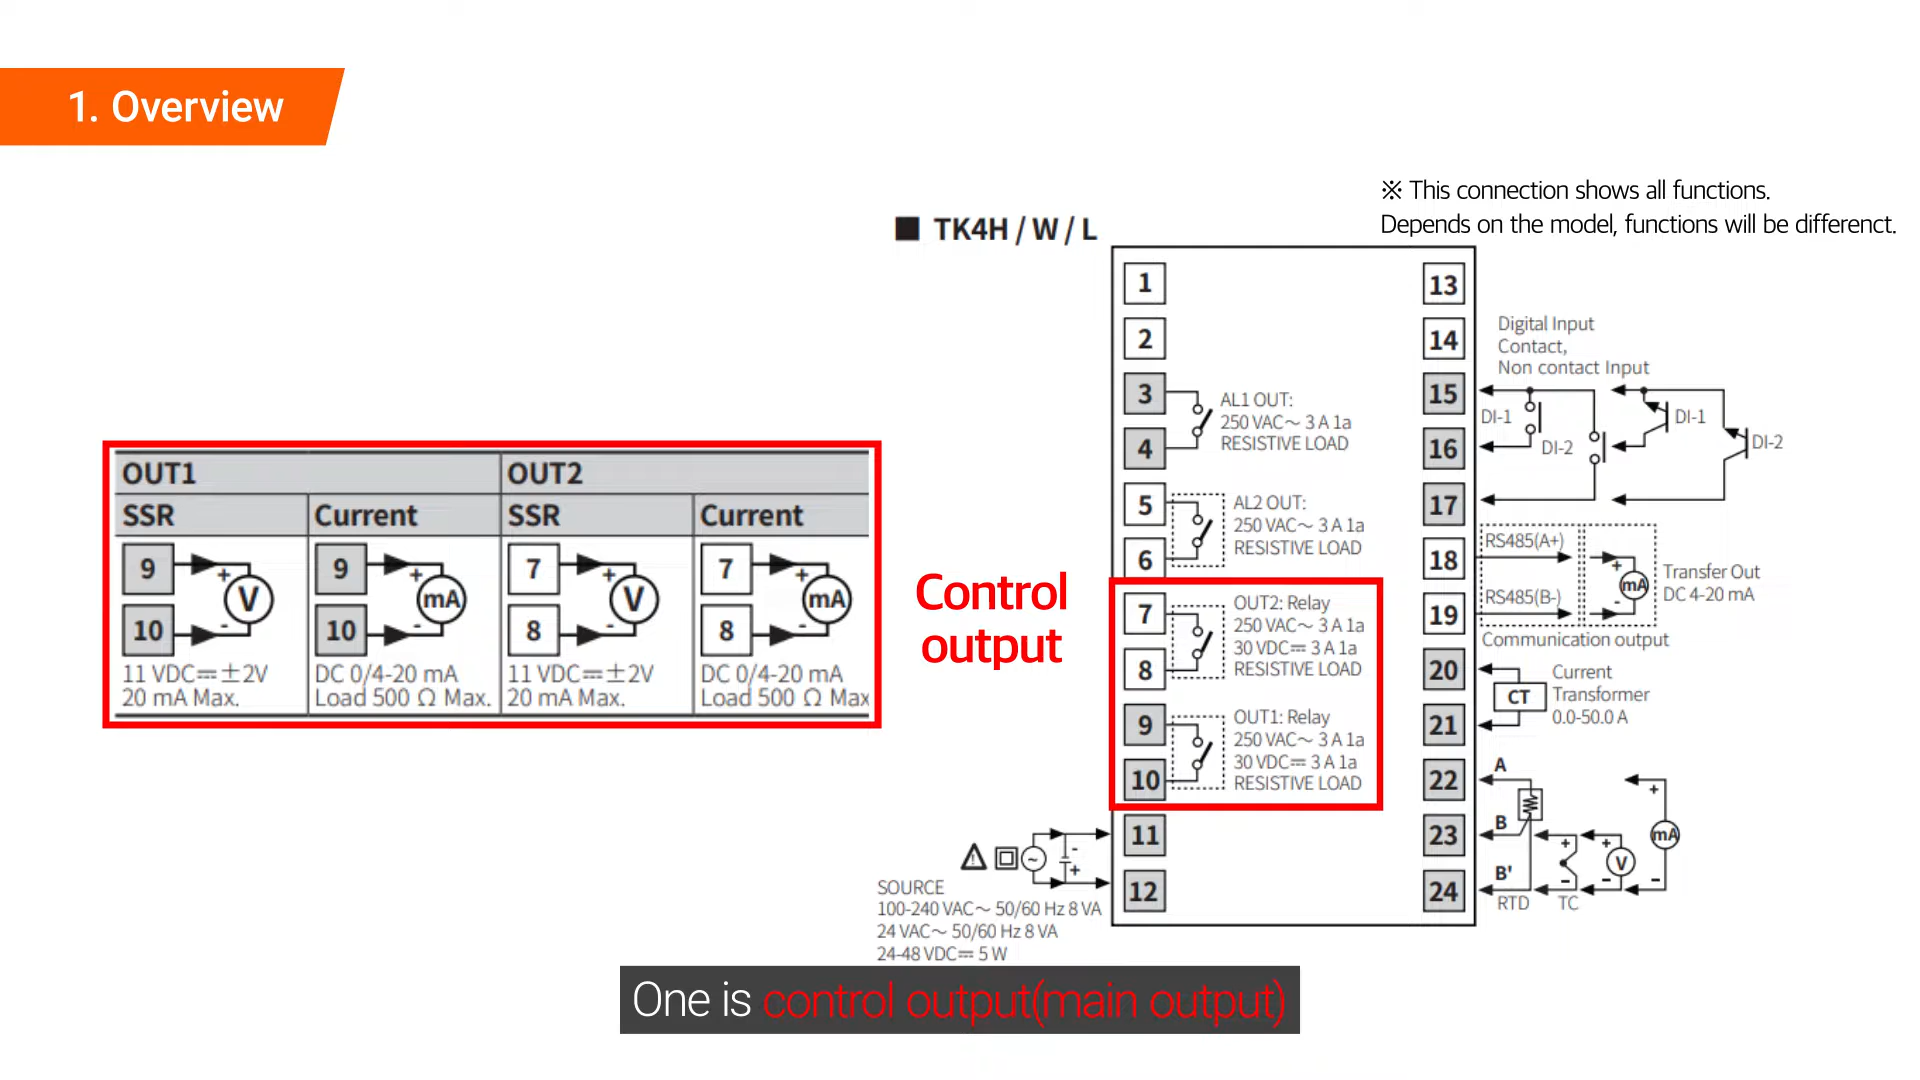 1. Overview
※ This connection shows all functions.
Depends on the model, functions will be differenct.
■ TK4H / W / L
OUT1
OUT2
SSR
Current
SSR
Current
9
+
V
10
-
9
+
mA
10
-
7
+
V
8
-
7
+
mA
8
-
11 VDC⎓±2V
20 mA Max.
DC 0/4-20 mA
Load 500 Ω Max.
11 VDC⎓±2V
20 mA Max.
DC 0/4-20 mA
Load 500 Ω Max
Control
output
1
2
3
4
AL1 OUT:
250 VAC～ 3 A 1a
RESISTIVE LOAD
5
6
AL2 OUT:
250 VAC～ 3 A 1a
RESISTIVE LOAD
7
8
OUT2: Relay
250 VAC～ 3 A 1a
30 VDC⎓ 3 A 1a
RESISTIVE LOAD
9
10
OUT1: Relay
250 VAC～ 3 A 1a
30 VDC⎓ 3 A 1a
RESISTIVE LOAD
11
12
-
+
~
SOURCE
100-240 VAC～ 50/60 Hz 8 VA
24 VAC～ 50/60 Hz 8 VA
24-48 VDC⎓ 5 W
13
14
15
16
17
Digital Input
Contact,
Non contact Input
DI-1
DI-2
DI-1
DI-2
18
19
RS485(A+)
RS485(B-)
Communication output
+
mA
-
Transfer Out
DC 4-20 mA
20
21
CT
Current
Transformer
0.0-50.0 A
22
23
24
A
B
B'
RTD
+
-
TC
+
V
-
+
mA
-
One is control output(main output)